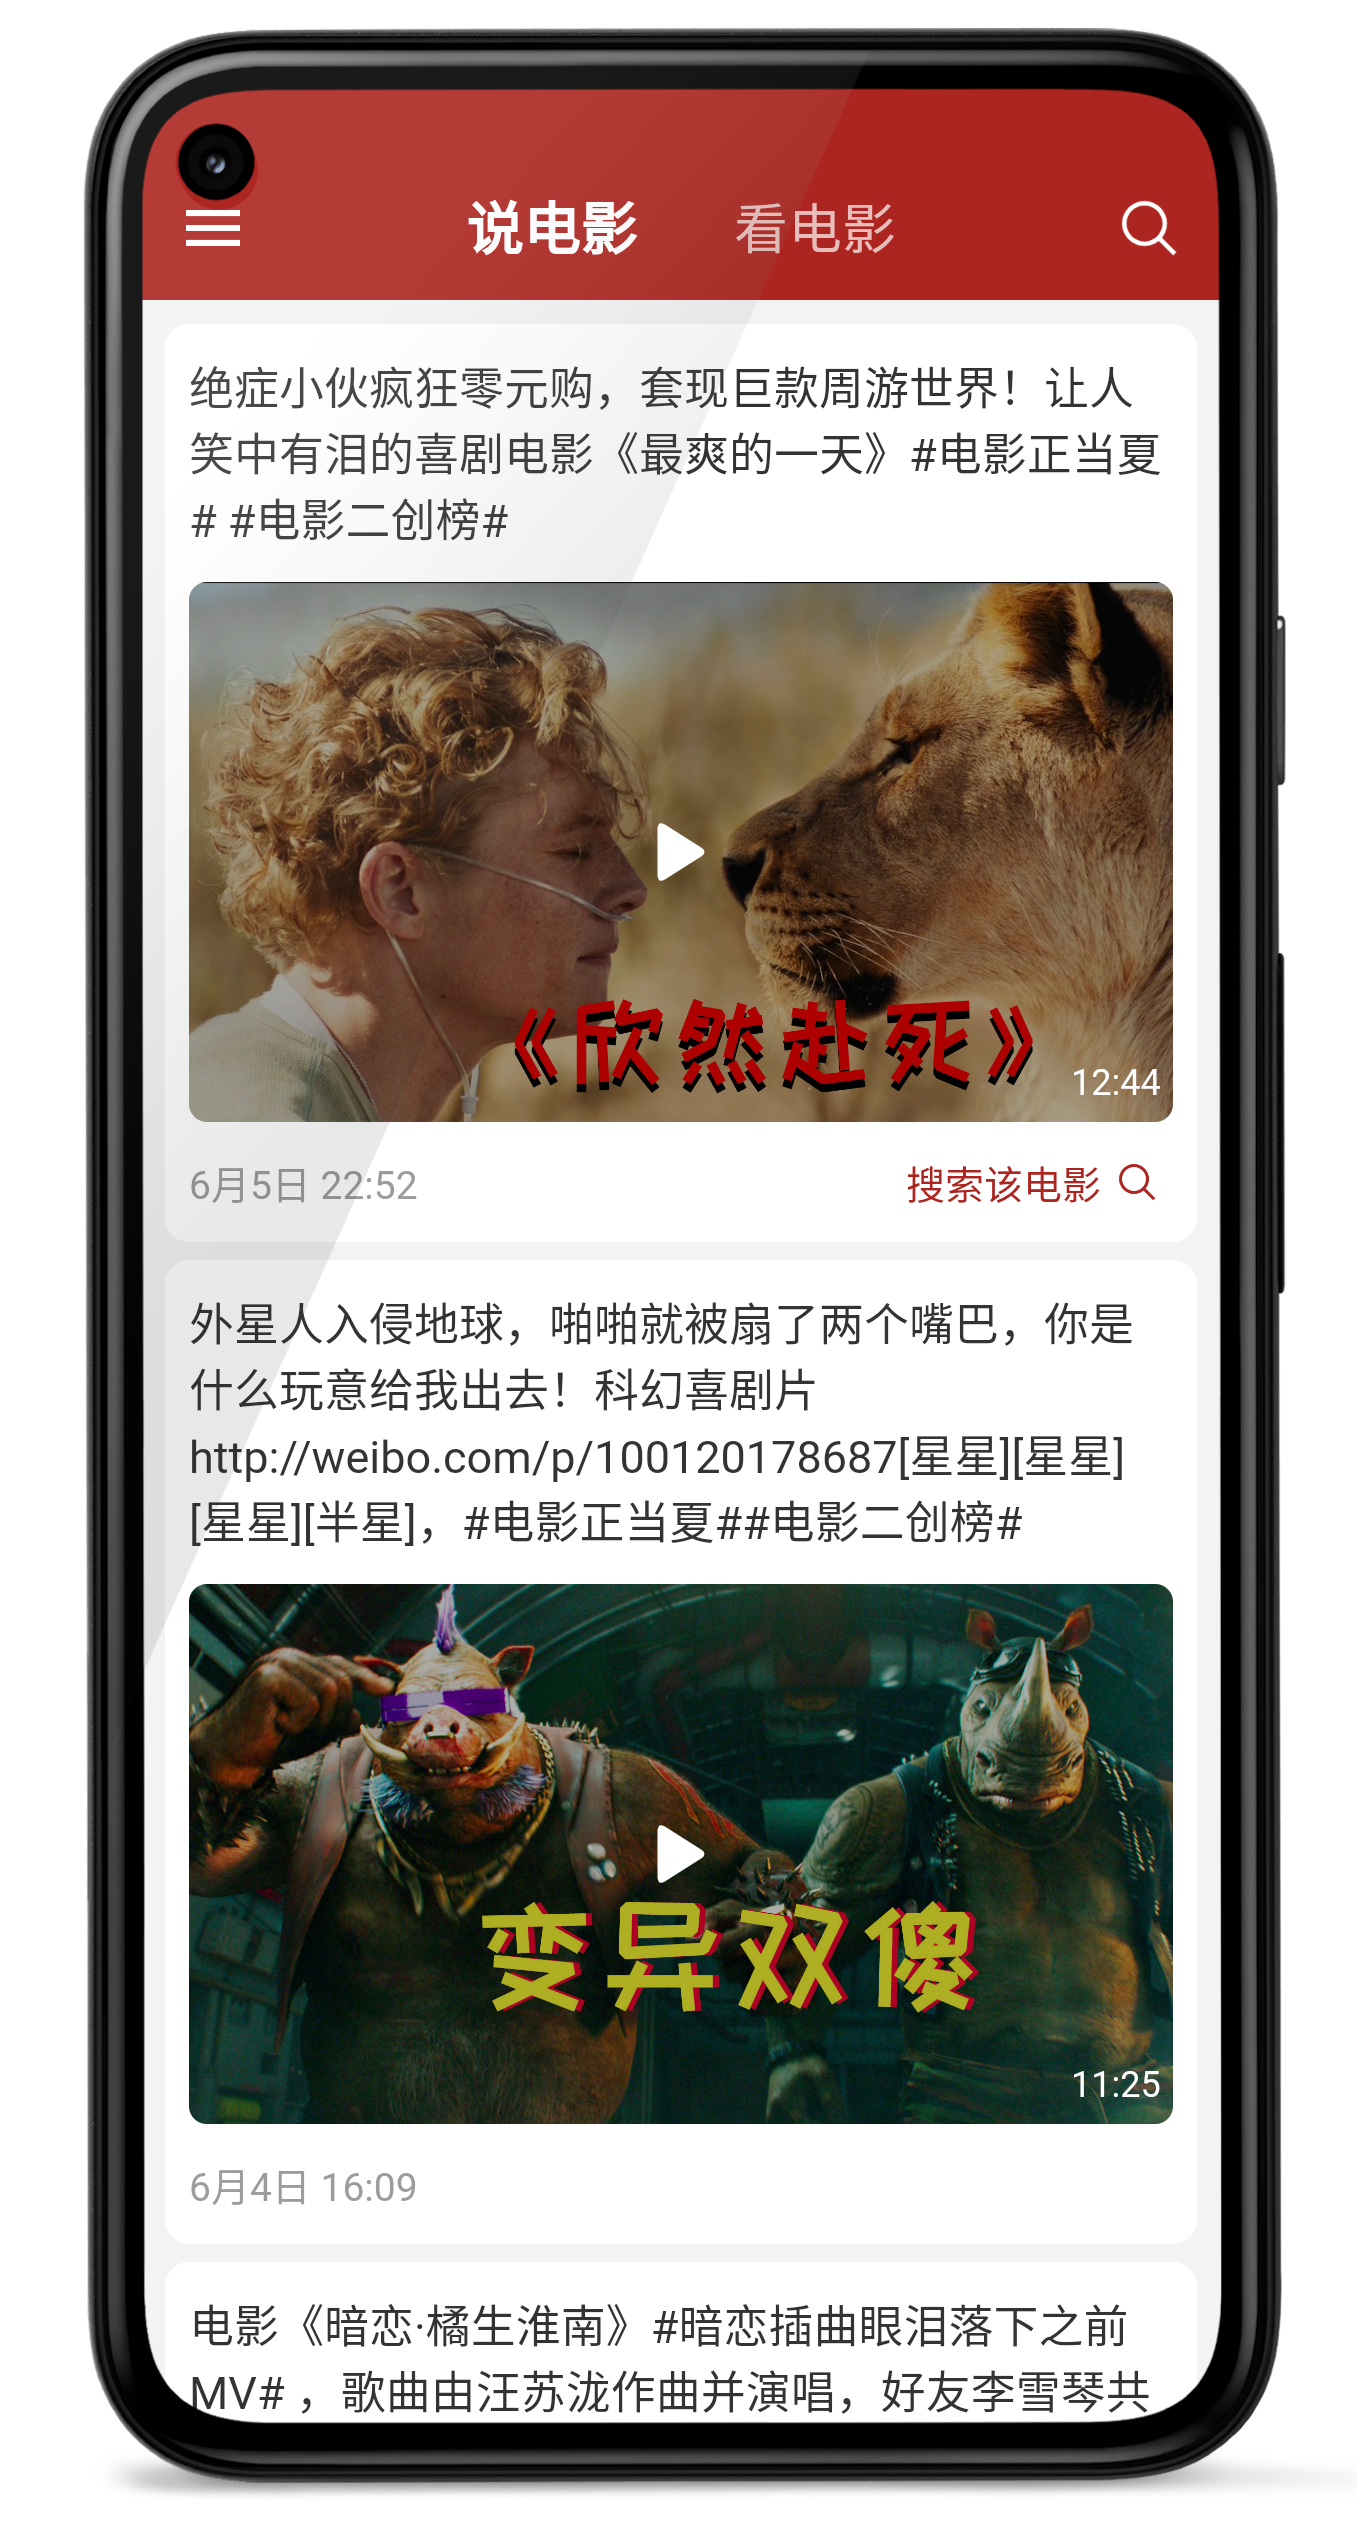 说电影
看电影
绝症小伙疯狂零元购，套现巨款周游世界！让人
笑中有泪的喜剧电影《最爽的一天》#电影正当夏
# #电影二创榜#
《欣然赴死》
12:44
6月5日 22:52
搜索该电影
外星人入侵地球，啪啪就被扇了两个嘴巴，你是
什么玩意给我出去！科幻喜剧片
http://weibo.com/p/100120178687[星星][星星]
[星星][半星]，#电影正当夏##电影二创榜#
变异双傻
11:25
6月4日 16:09
电影《暗恋·橘生淮南》#暗恋插曲眼泪落下之前
MV# ，歌曲由汪苏泷作曲并演唱，好友李雪琴共